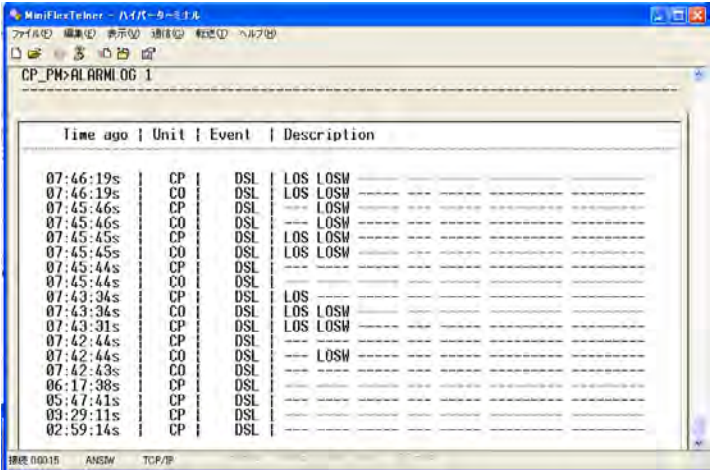 MiniFlexTelner - ハイパーターミナル
ファイル(F) 編集(E) 表示(V) 通信(C) 転送(T) ヘルプ(H)
CP_PM>ALARMLOG 1
Time ago | Unit | Event | Description
07:46:19s | CP | DSL | LOS LOSW ----- --- ----- ----- -------- ---------
07:46:19s | CO | DSL | LOS LOSW ----- --- ----- ----- -------- ---------
07:45:46s | CP | DSL | --- LOSW ----- --- ----- ----- -------- ---------
07:45:46s | CO | DSL | --- LOSW ----- --- ----- ----- -------- ---------
07:45:45s | CP | DSL | LOS LOSW ----- --- ----- ----- -------- ---------
07:45:45s | CO | DSL | LOS LOSW ----- --- ----- ----- -------- ---------
07:45:44s | CP | DSL | --- ---- ----- --- ----- ----- -------- ---------
07:45:44s | CO | DSL | --- ---- ----- --- ----- ----- -------- ---------
07:43:34s | CP | DSL | LOS ---- ----- --- ----- ----- -------- ---------
07:43:34s | CO | DSL | LOS LOSW ----- --- ----- ----- -------- ---------
07:43:31s | CP | DSL | LOS LOSW ----- --- ----- ----- -------- ---------
07:42:44s | CP | DSL | --- ---- ----- --- ----- ----- -------- ---------
07:42:44s | CO | DSL | --- LOSW ----- --- ----- ----- -------- ---------
07:42:43s | CO | DSL | --- ---- ----- --- ----- ----- -------- ---------
06:17:38s | CP | DSL | --- ---- ----- --- ----- ----- -------- ---------
05:47:41s | CP | DSL | --- ---- ----- --- ----- ----- -------- ---------
03:29:11s | CP | DSL | --- ---- ----- --- ----- ----- -------- ---------
02:59:14s | CP | DSL | --- ---- ----- --- ----- ----- -------- ---------
接続 0:00:15 ANSIW TCP/IP